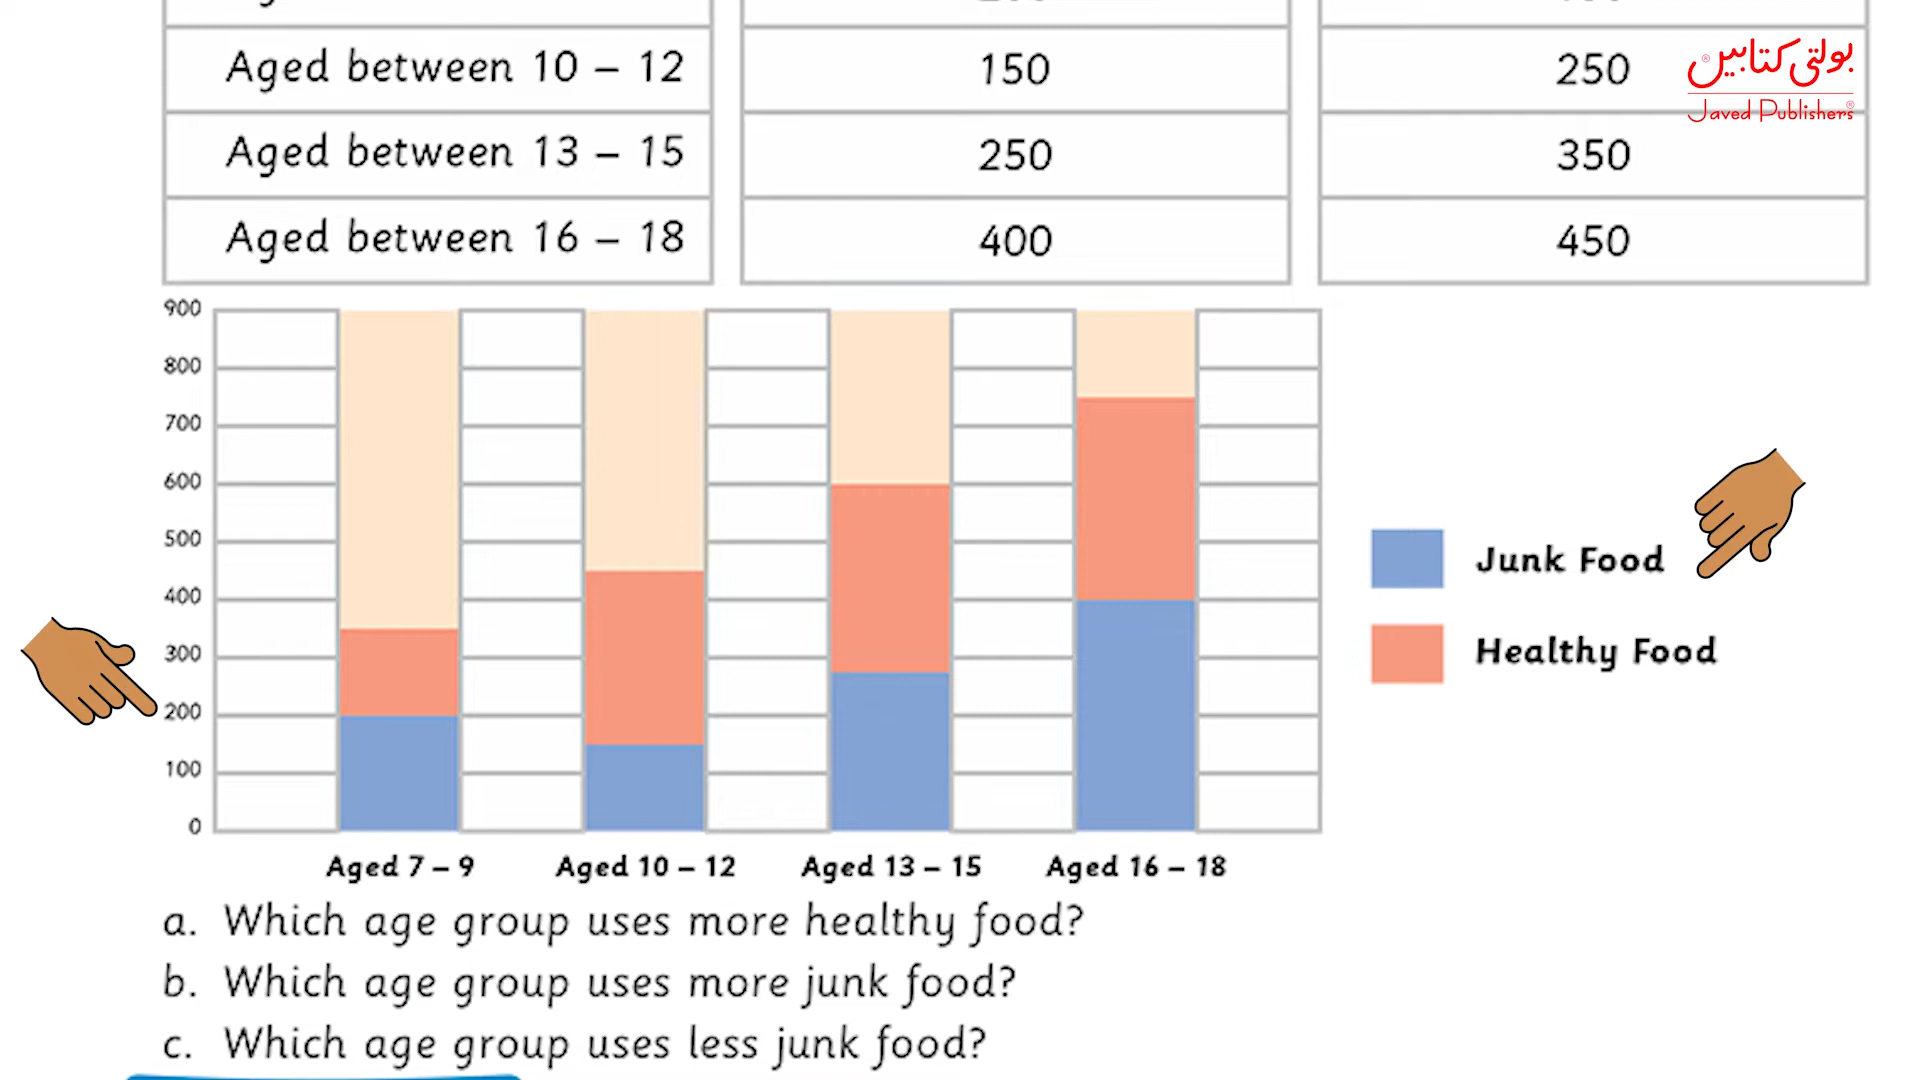 Aged between 10 – 12 150 250
بولتی کتابیں®
Javed Publishers®
Aged between 13 – 15 250 350
Aged between 16 – 18 400 450
900
800
700
600
500
400
300
200
100
0
Junk Food
Healthy Food
Aged 7 – 9 Aged 10 – 12 Aged 13 – 15 Aged 16 – 18
a. Which age group uses more healthy food?
b. Which age group uses more junk food?
c. Which age group uses less junk food?